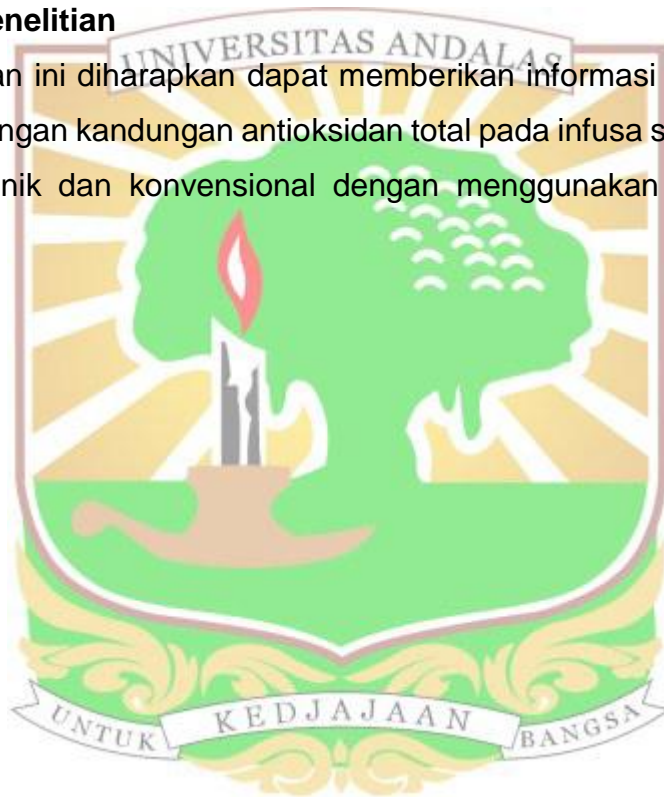 enelitian
UNIVERSITAS ANDALAS
an ini diharapkan dapat memberikan informasi
ngan kandungan antioksidan total pada infusa s
nik dan konvensional dengan menggunakan
UNTUK KEDJAJAAN BANGSA